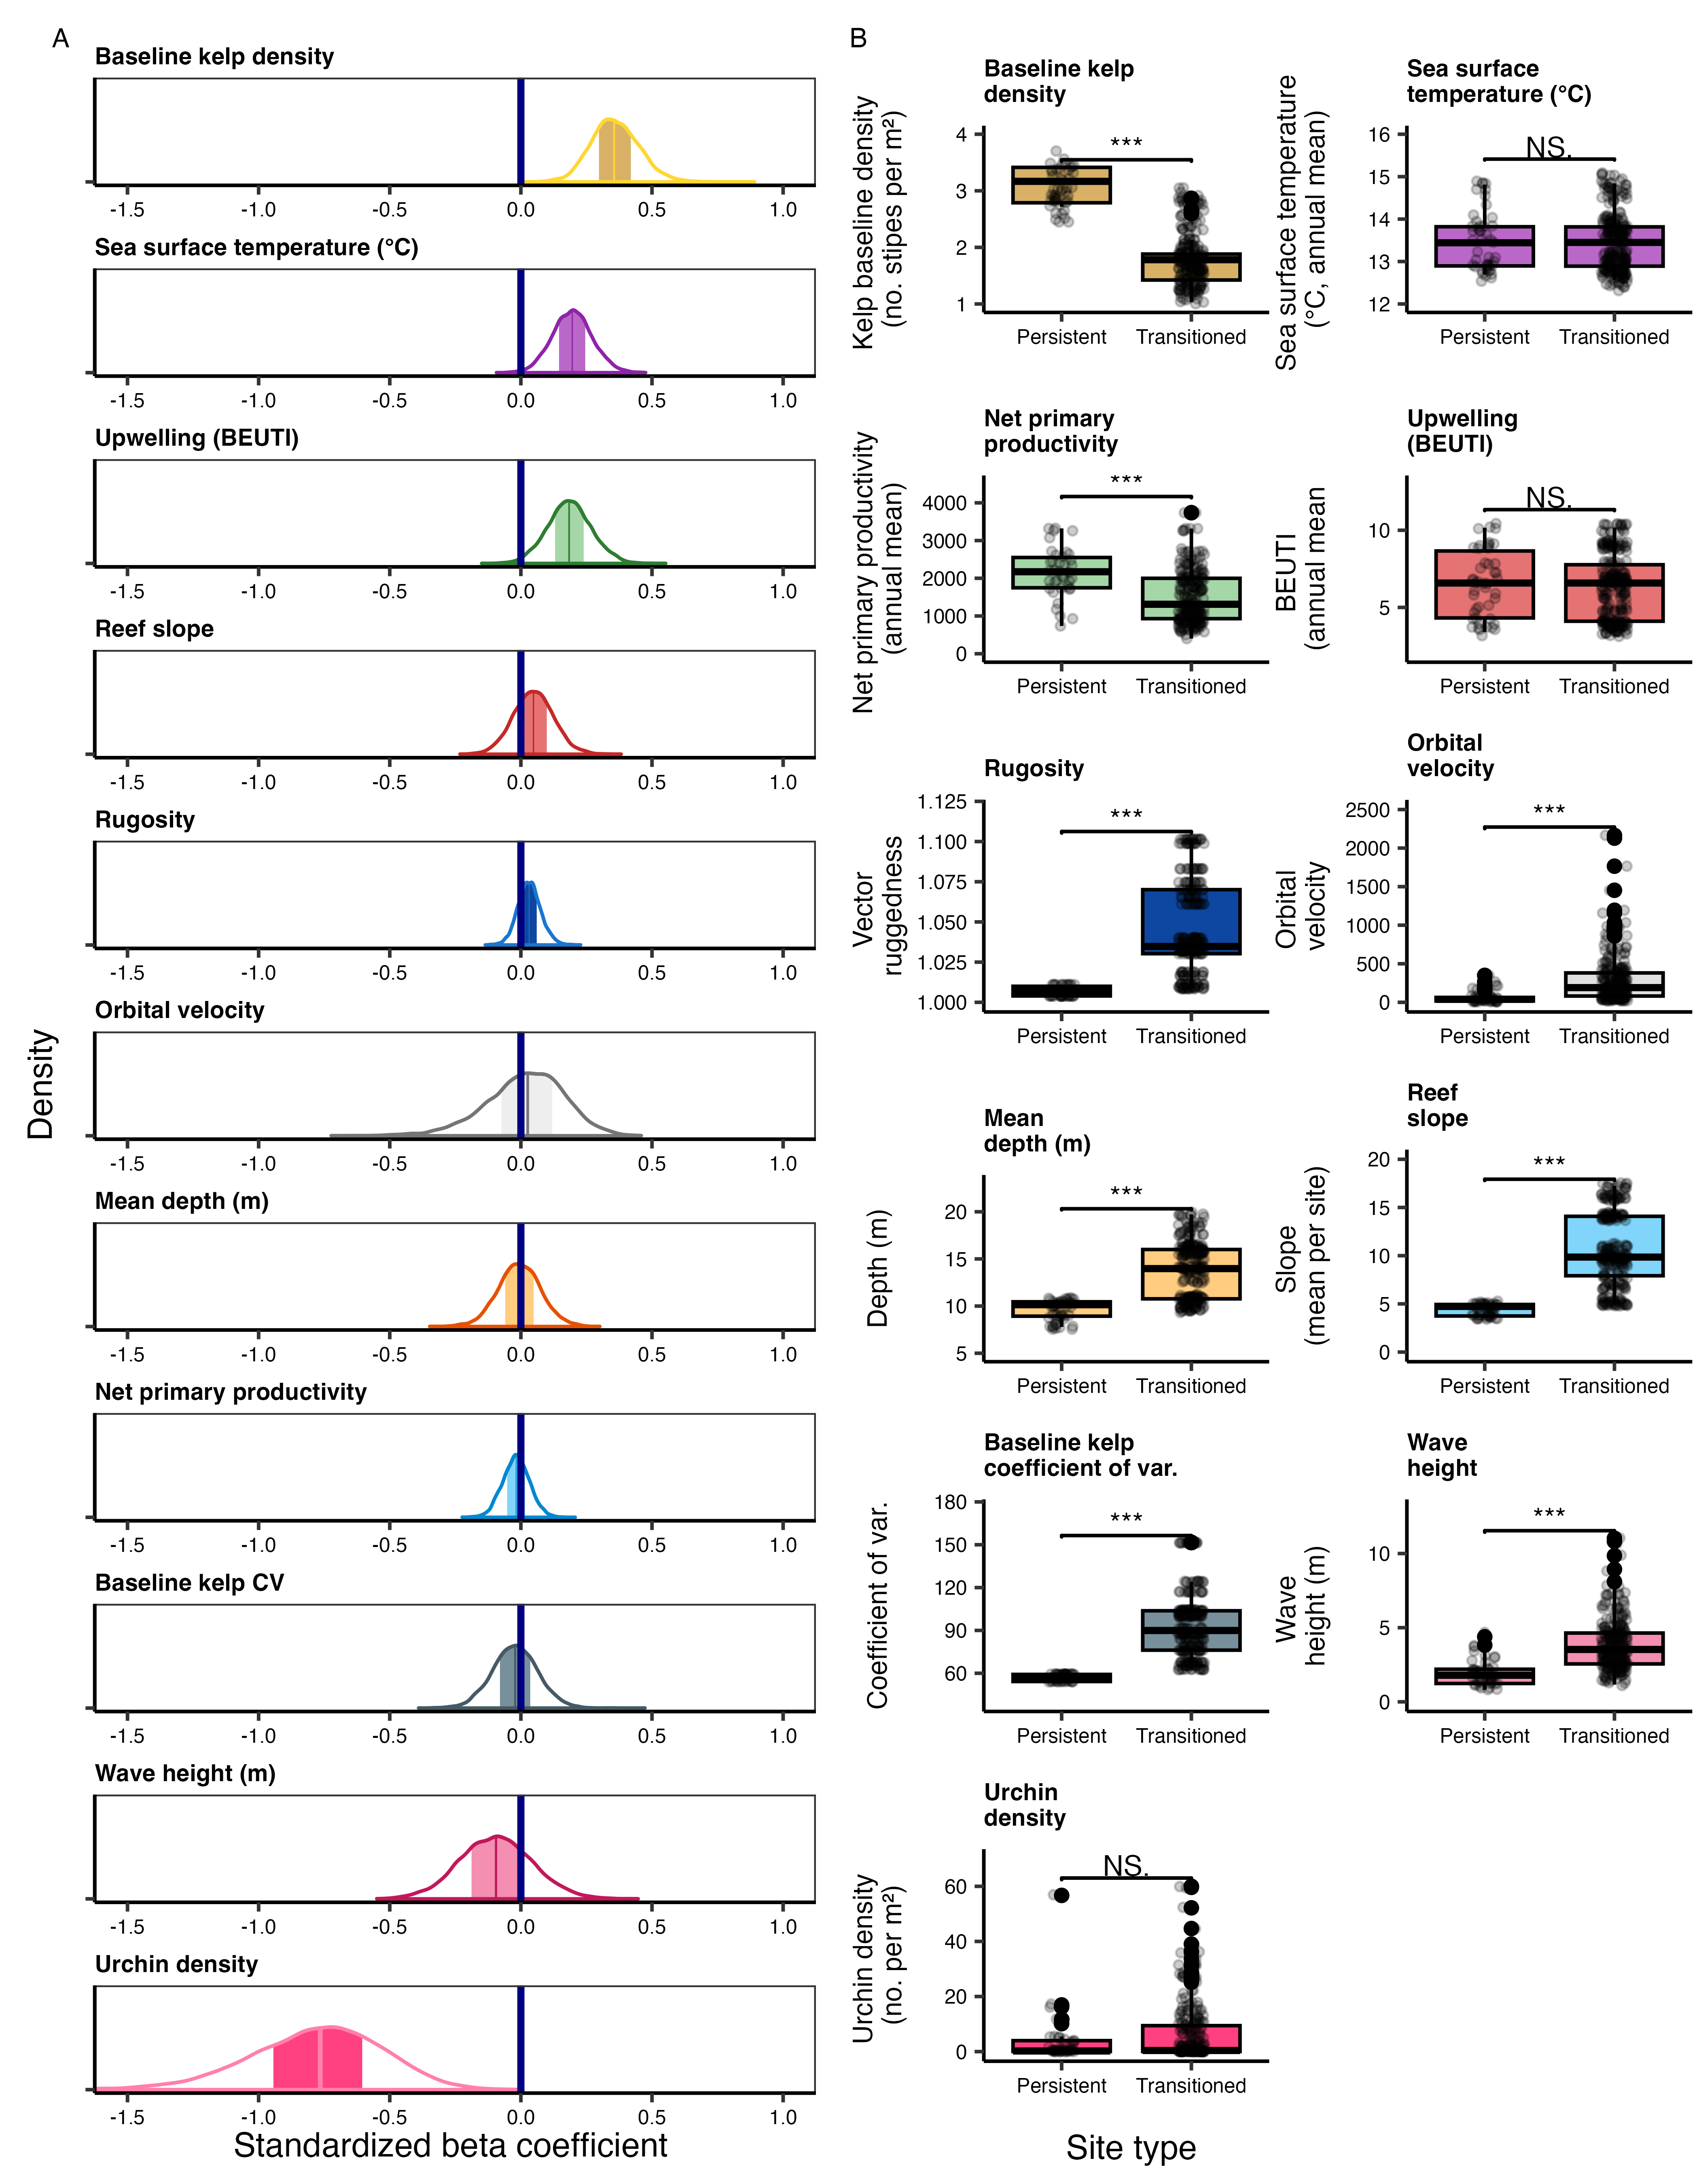 A
Baseline kelp density
-1.5 -1.0 -0.5 0.0 0.5 1.0
Sea surface temperature (°C)
-1.5 -1.0 -0.5 0.0 0.5 1.0
Upwelling (BEUTI)
-1.5 -1.0 -0.5 0.0 0.5 1.0
Reef slope
-1.5 -1.0 -0.5 0.0 0.5 1.0
Rugosity
-1.5 -1.0 -0.5 0.0 0.5 1.0
Orbital velocity
-1.5 -1.0 -0.5 0.0 0.5 1.0
Mean depth (m)
-1.5 -1.0 -0.5 0.0 0.5 1.0
Net primary productivity
-1.5 -1.0 -0.5 0.0 0.5 1.0
Baseline kelp CV
-1.5 -1.0 -0.5 0.0 0.5 1.0
Wave height (m)
-1.5 -1.0 -0.5 0.0 0.5 1.0
Urchin density
-1.5 -1.0 -0.5 0.0 0.5 1.0
Density
Standardized beta coefficient
B
Baseline kelp
density
Kelp baseline density
(no. stipes per m²)
4
3
2
1
***
Persistent Transitioned
Sea surface
temperature (°C)
Sea surface temperature
(°C, annual mean)
16
15
14
13
12
NS.
Persistent Transitioned
Net primary
productivity
Net primary productivity
(annual mean)
4000
3000
2000
1000
0
***
Persistent Transitioned
Upwelling
(BEUTI)
BEUTI
(annual mean
10
5
NS.
Persistent Transitioned
Rugosity
Vector
ruggedness
1.125
1.100
1.075
1.050
1.025
1.000
***
Persistent Transitioned
Orbital
velocity
Orbital
velocity
2500
2000
1500
1000
500
0
***
Persistent Transitioned
Mean
depth (m)
Depth (m)
20
15
10
5
***
Persistent Transitioned
Reef
slope
Slope
(mean per site)
20
15
10
5
0
***
Persistent Transitioned
Baseline kelp
coefficient of var.
Coefficient of var.
180
150
120
90
60
***
Persistent Transitioned
Wave
height
Wave
height (m)
10
5
0
***
Persistent Transitioned
Urchin
density
Urchin density
(no. per m²)
60
40
20
0
NS.
Persistent Transitioned
Site type